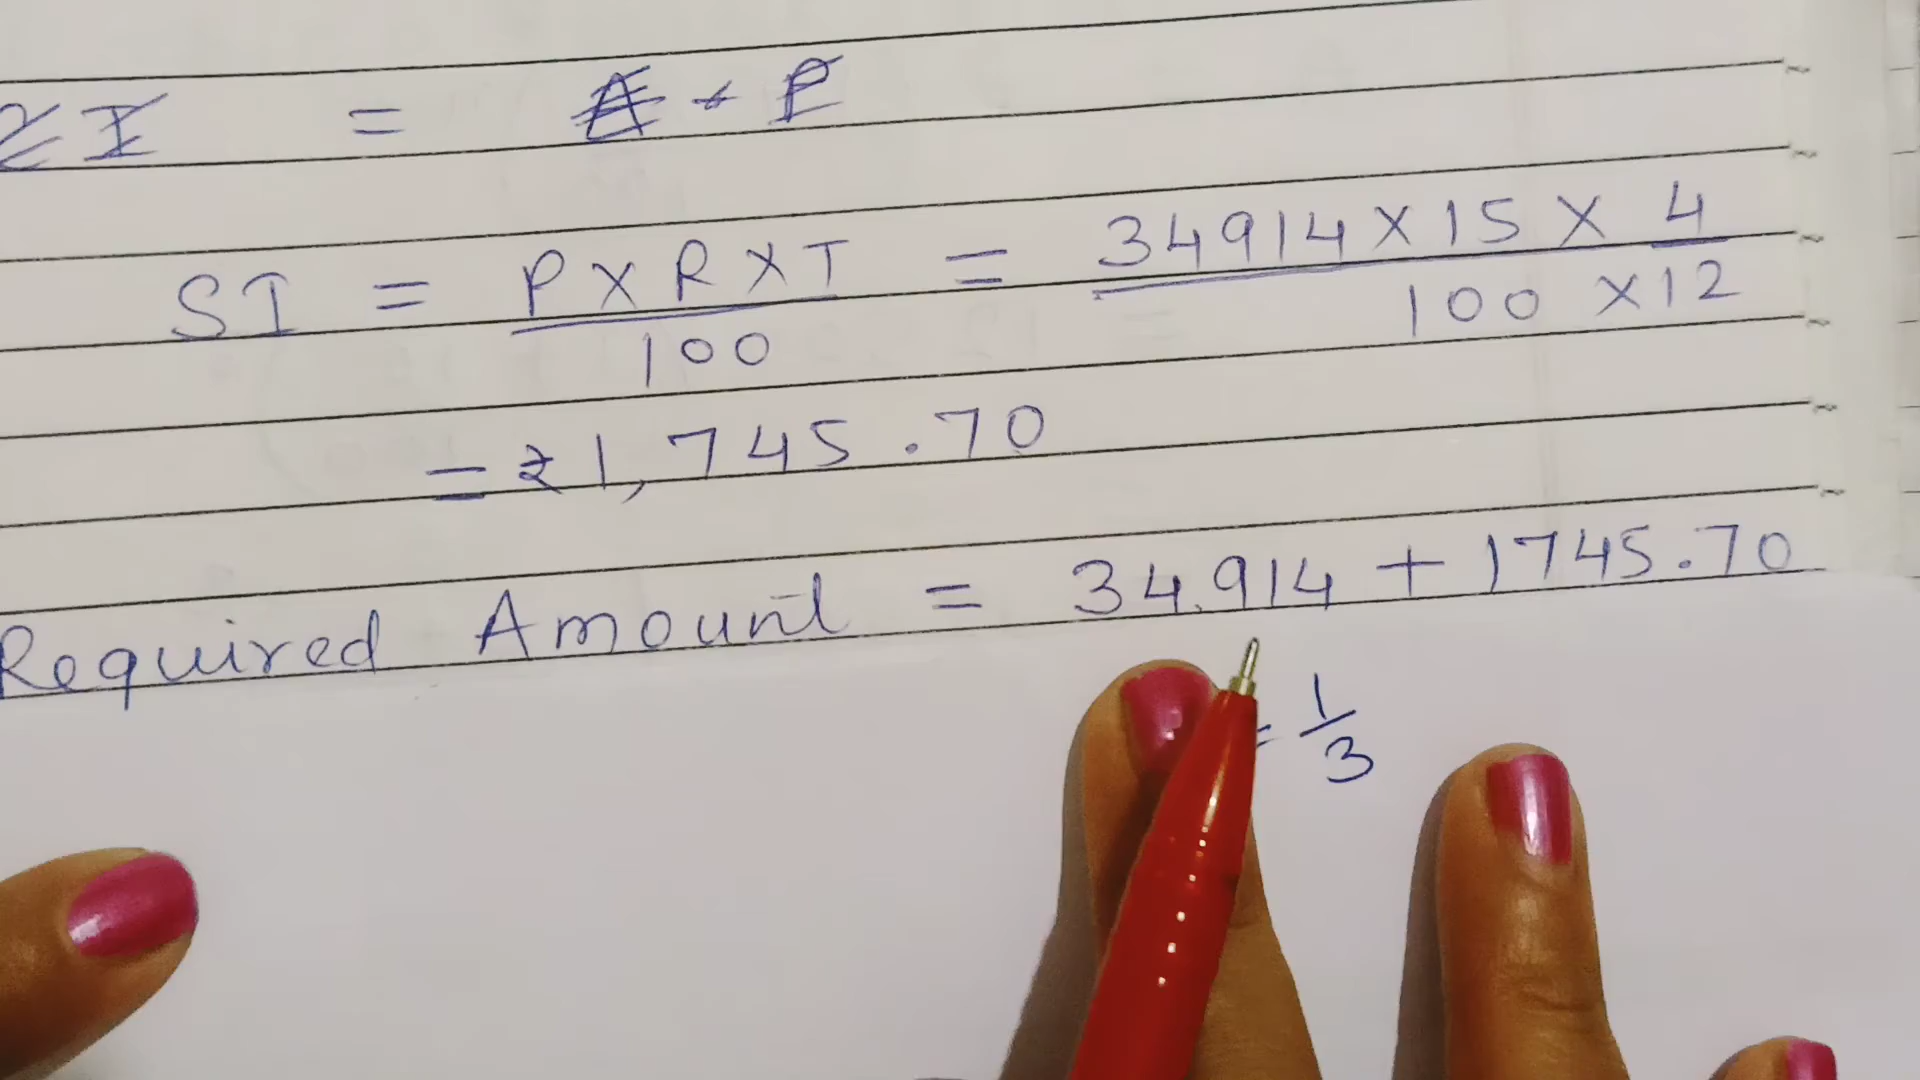 CI = A - P
SI = P X R X T / 100 = 34914 X 15 X 4 / 100 X 12
= ₹ 1,745.70
Required Amount = 34,914 + 1745.70
= 1/3